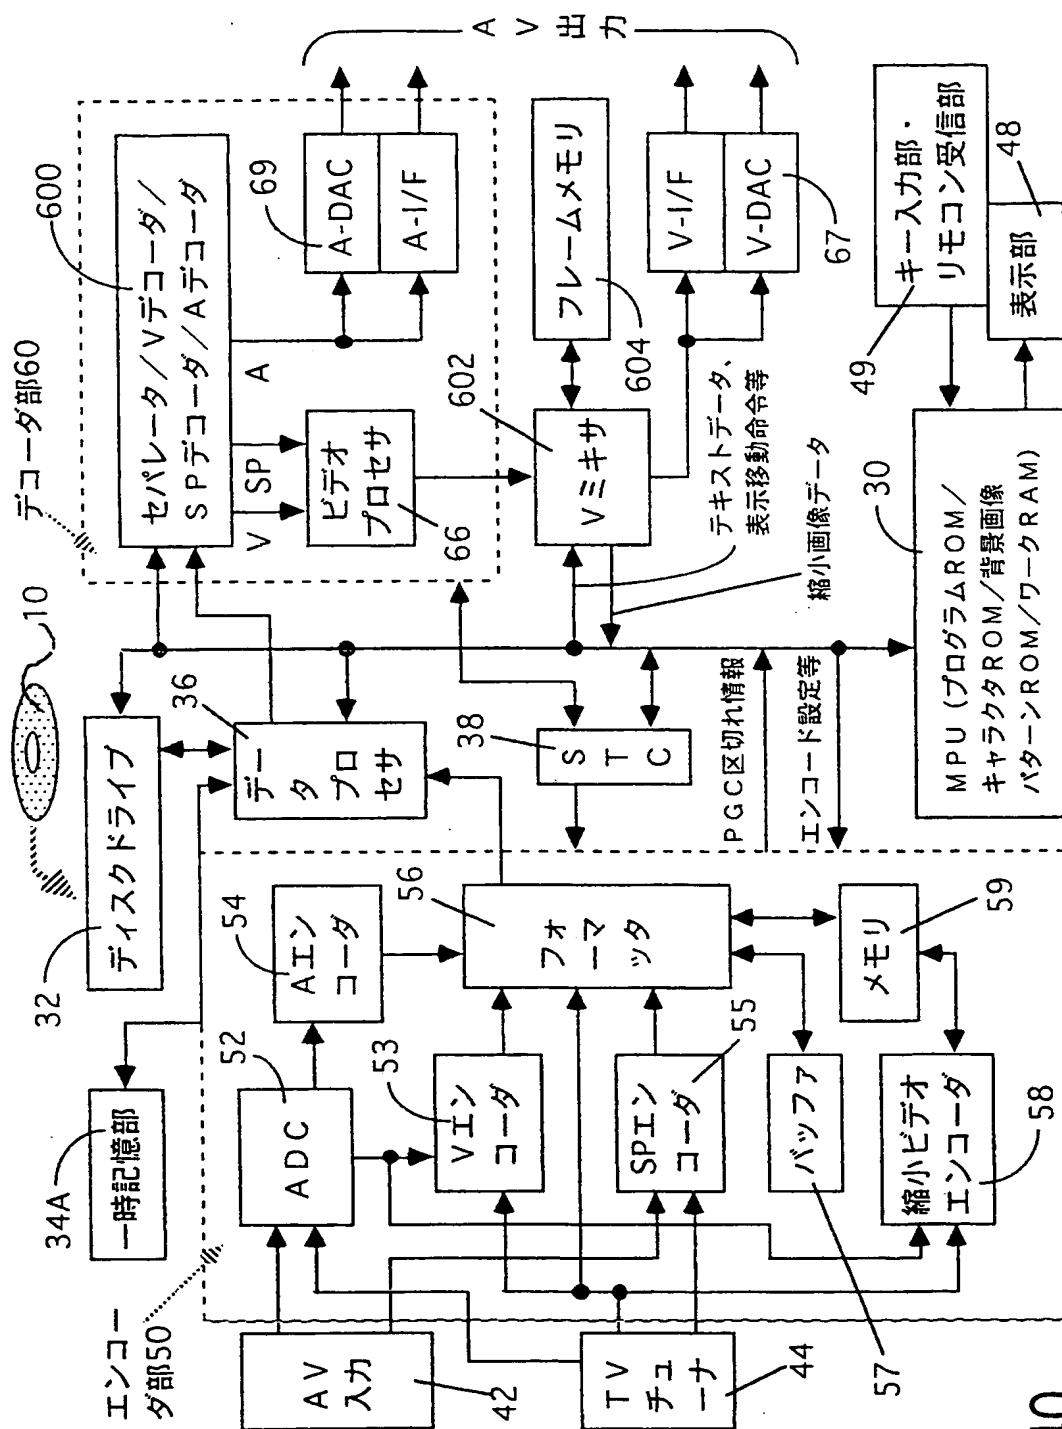 エンコー
ダ部50
34A
一時記憶部
32
ディスクドライブ
10
デコーダ部60
600
セパレータ/Vデコーダ/
SPデコーダ/Aデコーダ
36
データ
プロ
セサ
V
SP
A
ビデオ
プロセサ
66
69
A-DAC
A-I/F
AV出力
AV
入力
42
52
ADC
54
Aエン
コーダ
53
Vエン
コーダ
56
フォ
ーマッ
タ
38
STC
602
Vミキサ
フレームメモリ
604
V-I/F
V-DAC
67
TV
チュ
ーナ
44
SPエン
コーダ
55
テキストデータ、
表示移動命令等
縮小画像データ
PGC区切れ情報
エンコード設定等
57
バッファ
メモリ
59
縮小ビデオ
エンコーダ
58
30
MPU(プログラムROM/
キャラクタROM/背景画像
パターンROM/ワークRAM)
49
キー入力部・
リモコン受信部
48
表示部